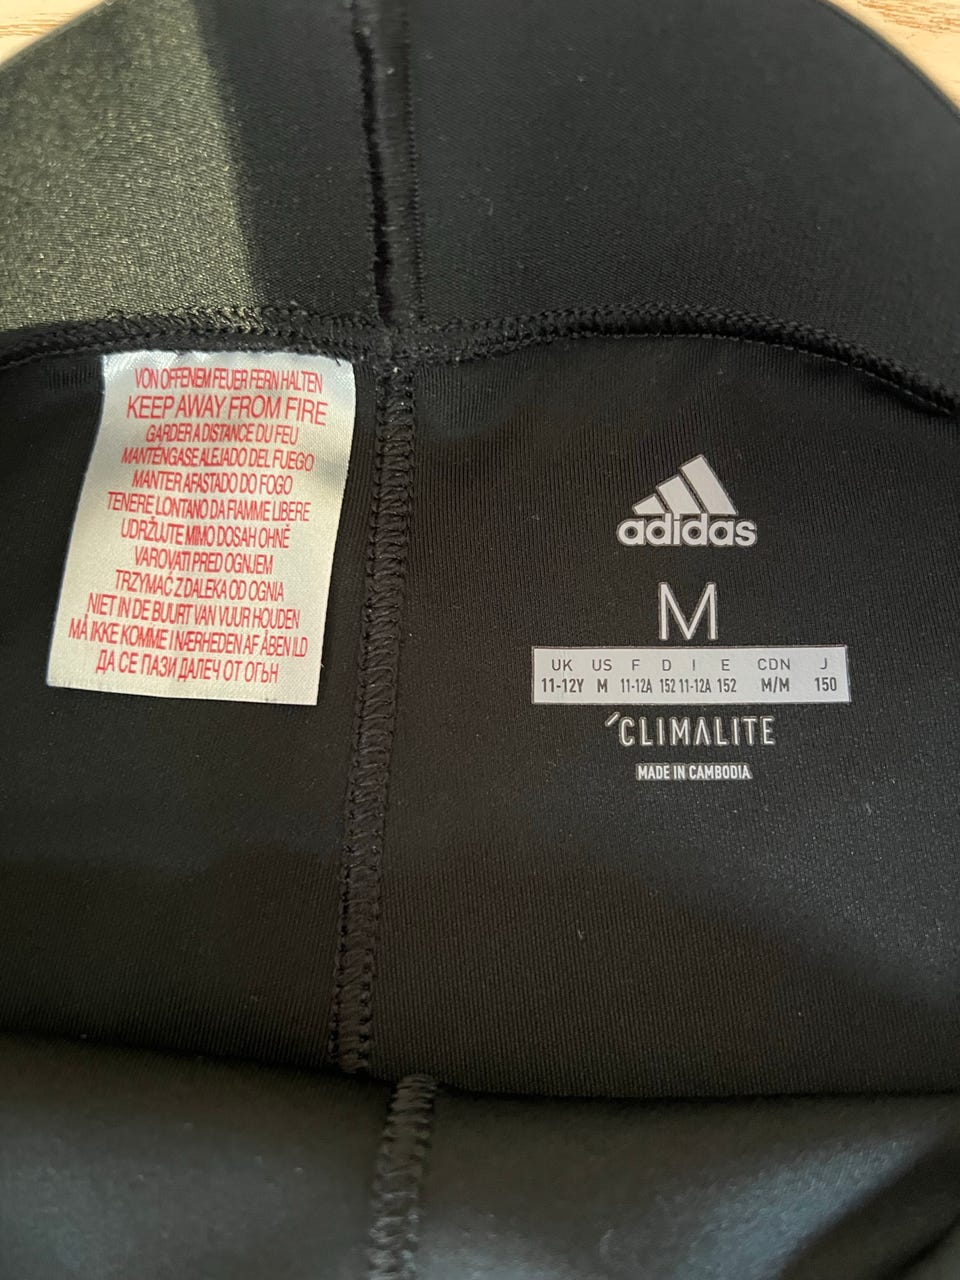 VON OFFENEM FEUER FERN HALTEN
KEEP AWAY FROM FIRE
GARDER A DISTANCE DU FEU
MANTÉNGASE ALEJADO DEL FUEGO
MANTER AFASTADO DO FOGO
TENERE LONTANO DA FIAMME LIBERE
UDRŽUJTE MIMO DOSAH OHNĚ
VAROVATI PRED OGNJEM
TRZYMAĆ Z DALEKA OD OGNIA
NIET IN DE BUURT VAN VUUR HOUDEN
MÅ IKKE KOMME I NÆRHEDEN AF ÅBEN ILD
ДА СЕ ПАЗИ ДАЛЕЧ ОТ ОГЪН
adidas
M
UK US F D I E CDN J
11-12Y M 11-12A 152 11-12A 152 M/M 150
CLIMALITE
MADE IN CAMBODIA